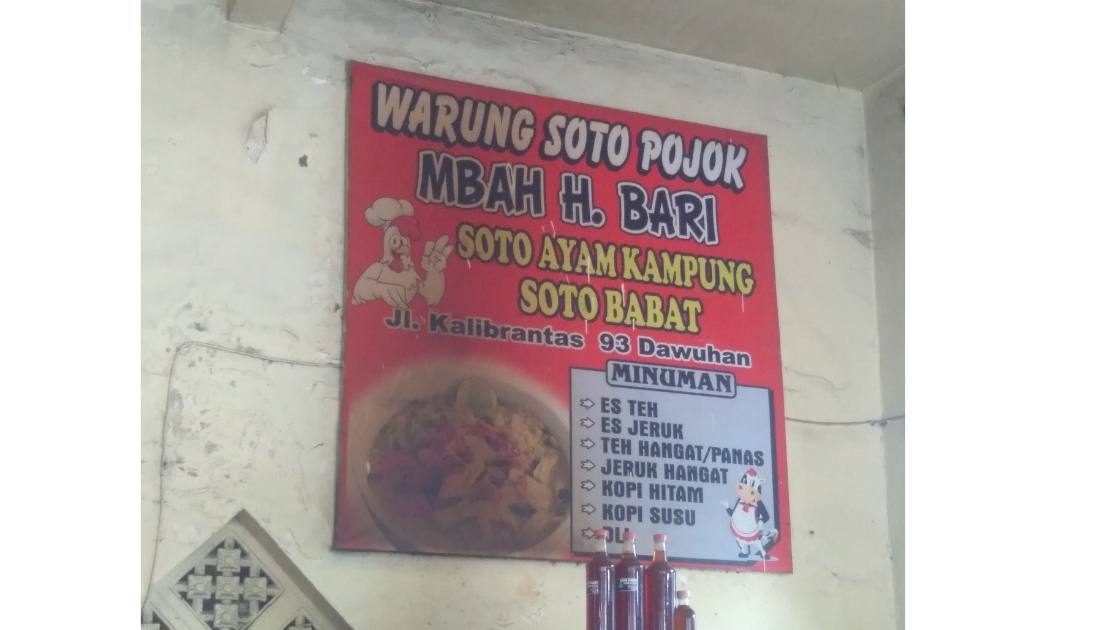 WARUNG SOTO POJOK
MBAH H. BARI
SOTO AYAM KAMPUNG
SOTO BABAT
Jl. Kalibrantas 93 Dawuhan
MINUMAN
ES TEH
ES JERUK
TEH HANGAT/PANAS
JERUK HANGAT
KOPI HITAM
KOPI SUSU